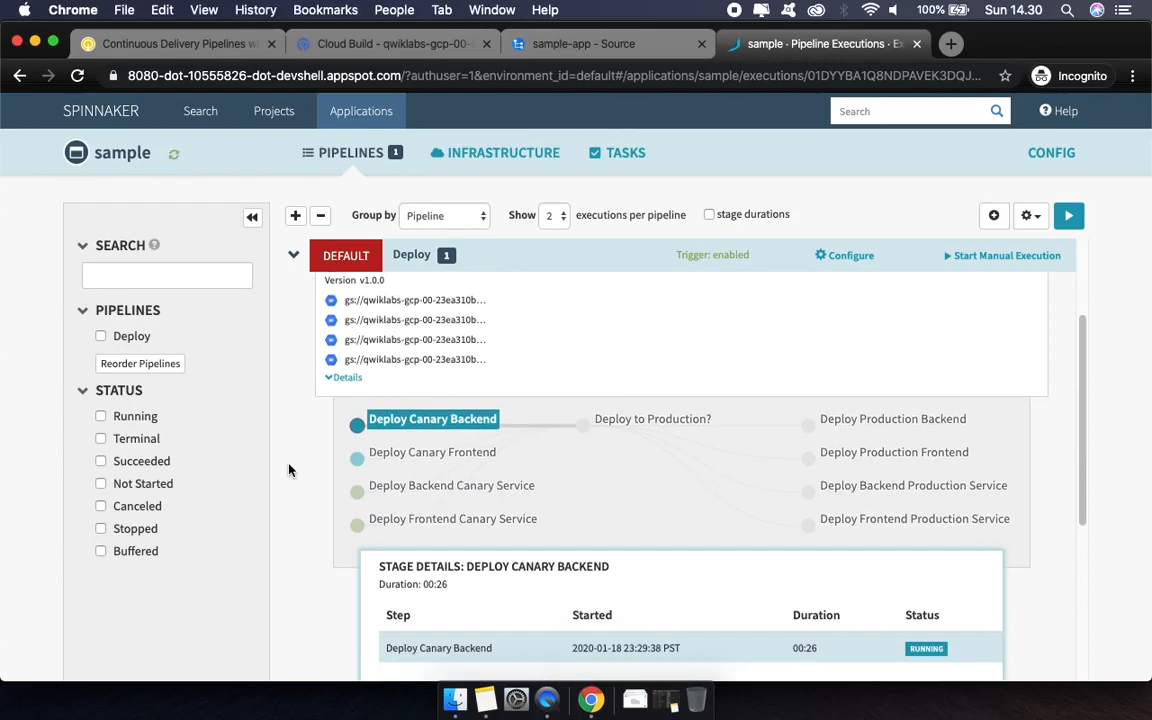 Chrome File Edit View History Bookmarks People Tab Window Help 100% Sun 14.30
Continuous Delivery Pipelines w Cloud Build - qwiklabs-gcp-00- sample-app - Source sample · Pipeline Executions · E
8080-dot-10555826-dot-devshell.appspot.com/?authuser=1&environment_id=default#/applications/sample/executions/01DYYBA1Q8NDPAVEK3DQJ... Incognito
SPINNAKER Search Projects Applications Search Help
sample PIPELINES 1 INFRASTRUCTURE TASKS CONFIG
Group by Pipeline Show 2 executions per pipeline stage durations
SEARCH
PIPELINES
Deploy
Reorder Pipelines
STATUS
Running
Terminal
Succeeded
Not Started
Canceled
Stopped
Buffered
DEFAULT Deploy 1 Trigger: enabled Configure Start Manual Execution
Version v1.0.0
gs://qwiklabs-gcp-00-23ea310b...
gs://qwiklabs-gcp-00-23ea310b...
gs://qwiklabs-gcp-00-23ea310b...
gs://qwiklabs-gcp-00-23ea310b...
Details
Deploy Canary Backend Deploy to Production? Deploy Production Backend
Deploy Canary Frontend Deploy Production Frontend
Deploy Backend Canary Service Deploy Backend Production Service
Deploy Frontend Canary Service Deploy Frontend Production Service
STAGE DETAILS: DEPLOY CANARY BACKEND
Duration: 00:26
Step Started Duration Status
Deploy Canary Backend 2020-01-18 23:29:38 PST 00:26 RUNNING